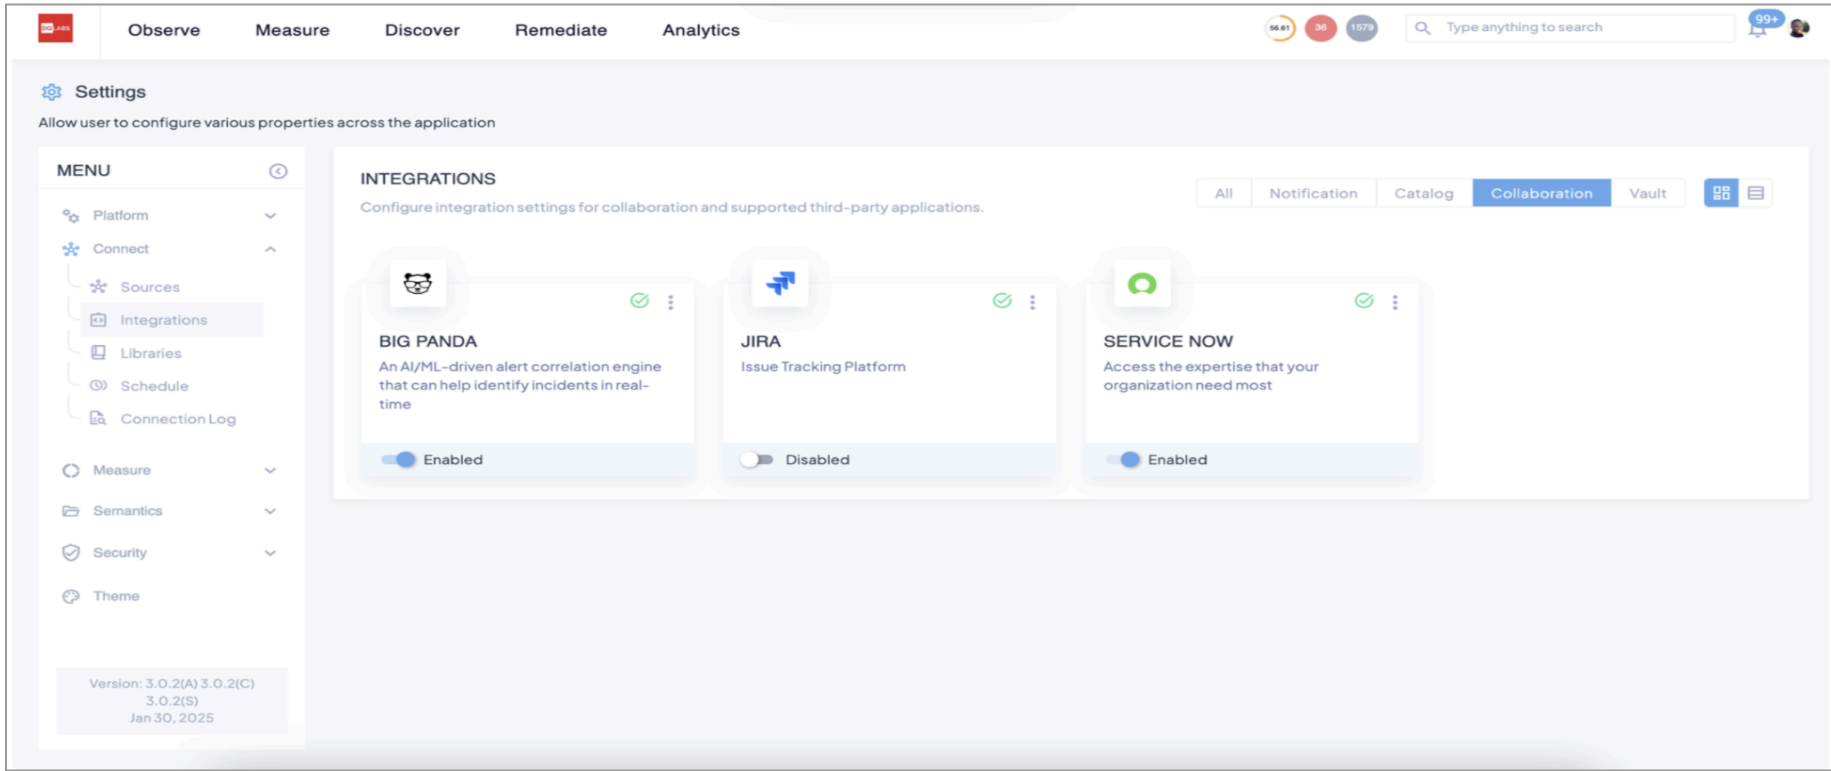 DQLABS
Observe
Measure
Discover
Remediate
Analytics
56.61
36
1579
Type anything to search
99+
Settings
Allow user to configure various properties across the application
MENU
Platform
Connect
Sources
Integrations
Libraries
Schedule
Connection Log
Measure
Semantics
Security
Theme
Version: 3.0.2(A) 3.0.2(C)
3.0.2(S)
Jan 30, 2025
INTEGRATIONS
Configure integration settings for collaboration and supported third-party applications.
All
Notification
Catalog
Collaboration
Vault
BIG PANDA
An AI/ML-driven alert correlation engine
that can help identify incidents in real-
time
Enabled
JIRA
Issue Tracking Platform
Disabled
SERVICE NOW
Access the expertise that your
organization need most
Enabled